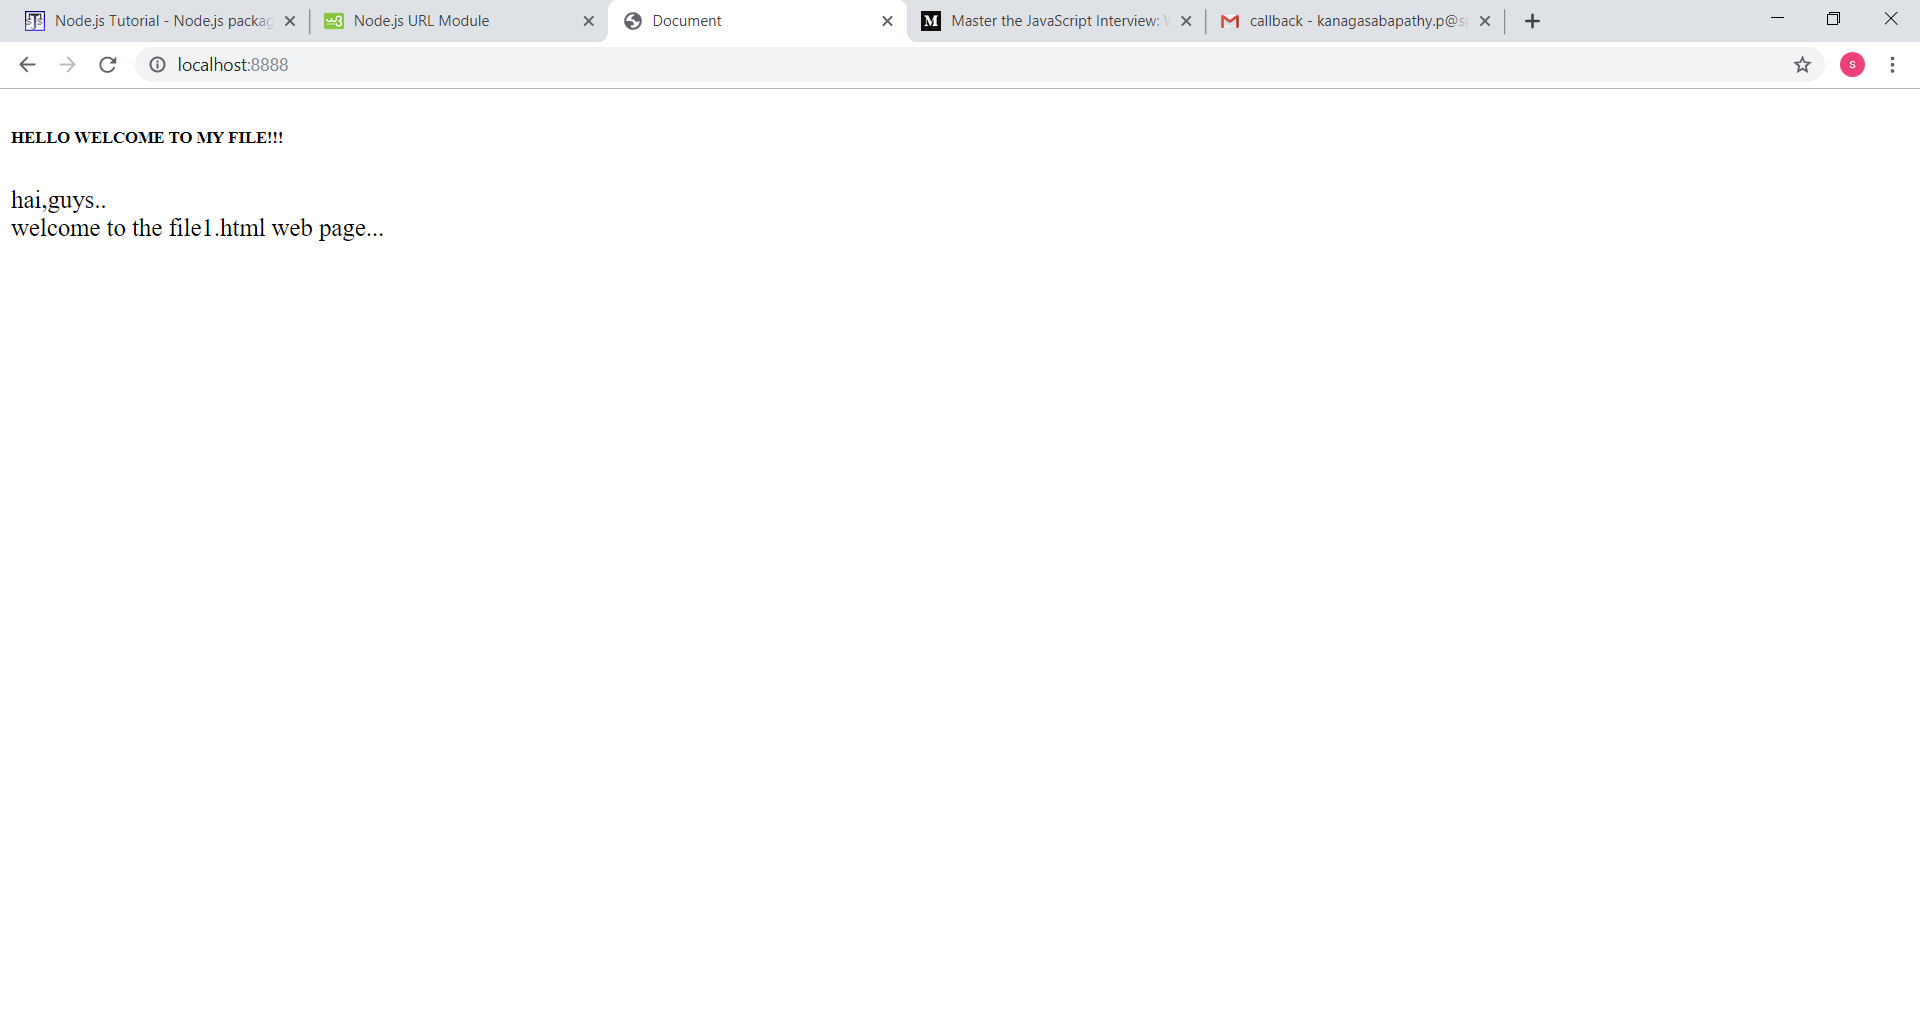 Node.js Tutorial - Node.js packag
Node.js URL Module
Document
Master the JavaScript Interview:
callback - kanagasabapathy.p@s
localhost:8888
s
HELLO WELCOME TO MY FILE!!!
hai,guys..
welcome to the file1.html web page...